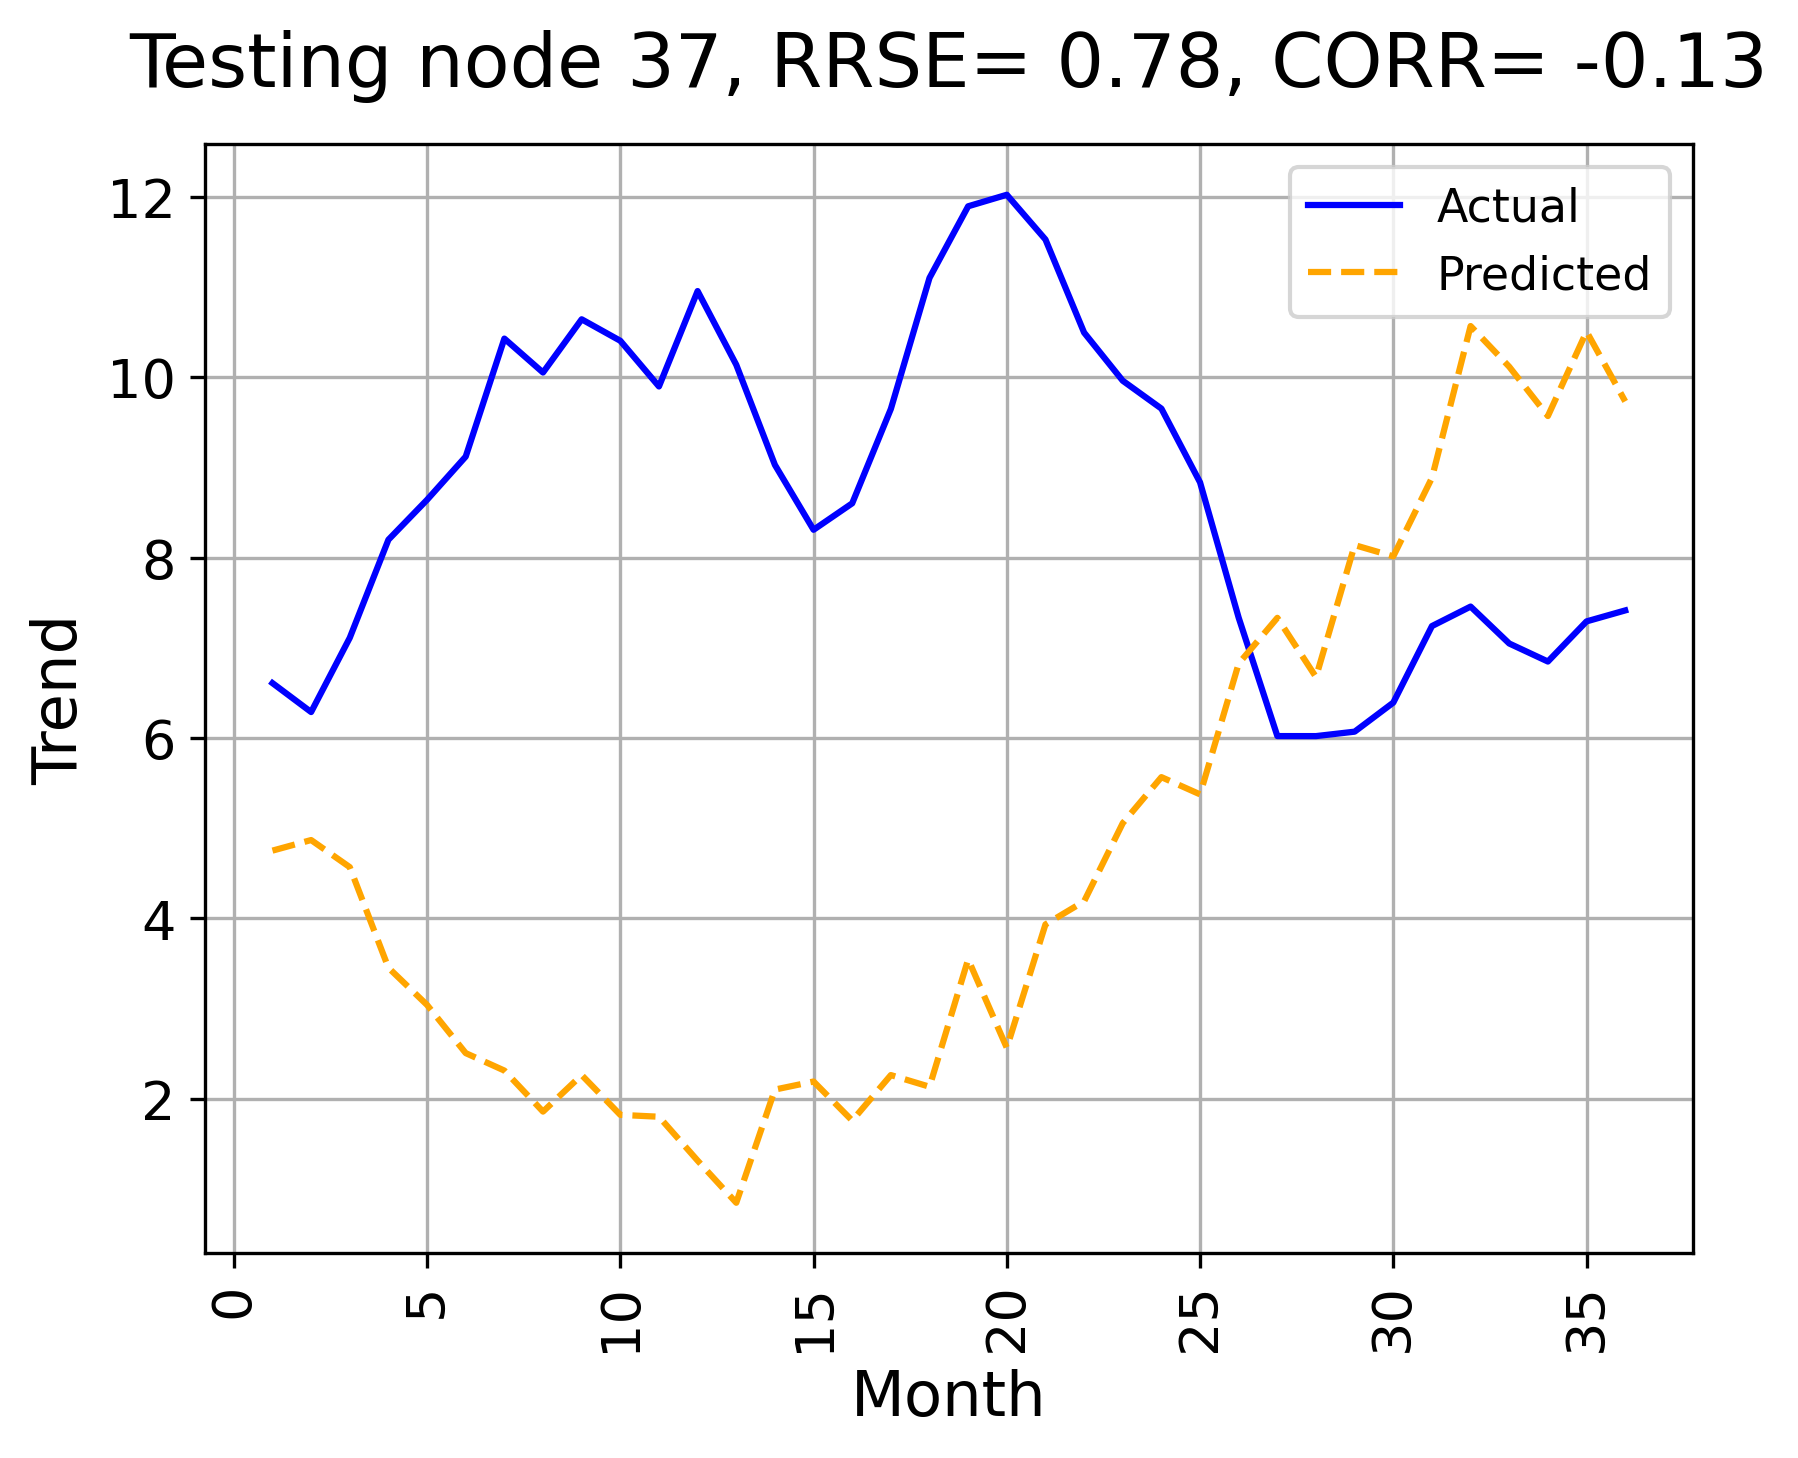 Testing node 37, RRSE= 0.78, CORR= -0.13
Actual
Predicted
12
10
8
6
4
2
Trend
0 5 10 15 20 25 30 35
Month